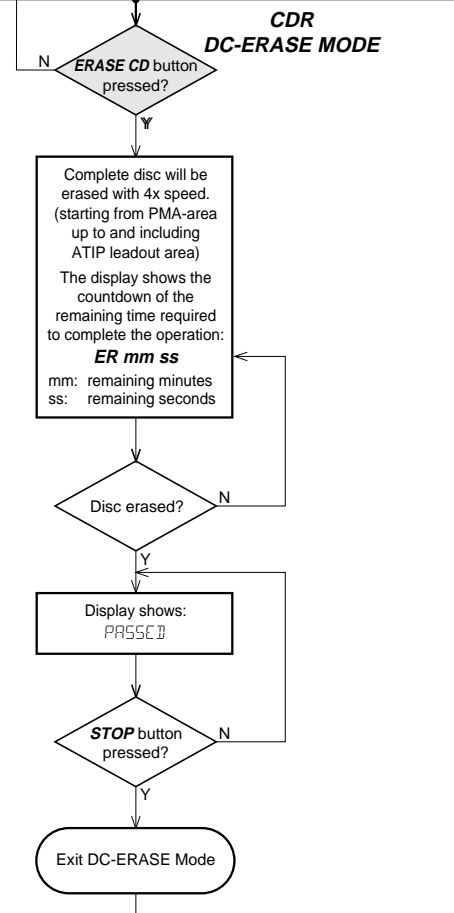 CDR
DC-ERASE MODE
N
ERASE CD button
pressed?
Y
Complete disc will be
erased with 4x speed.
(starting from PMA-area
up to and including
ATIP leadout area)
The display shows the
countdown of the
remaining time required
to complete the operation:
ER mm ss
mm: remaining minutes
ss: remaining seconds
Disc erased?
N
Y
Display shows:
PASSED
STOP button
pressed?
N
Y
Exit DC-ERASE Mode